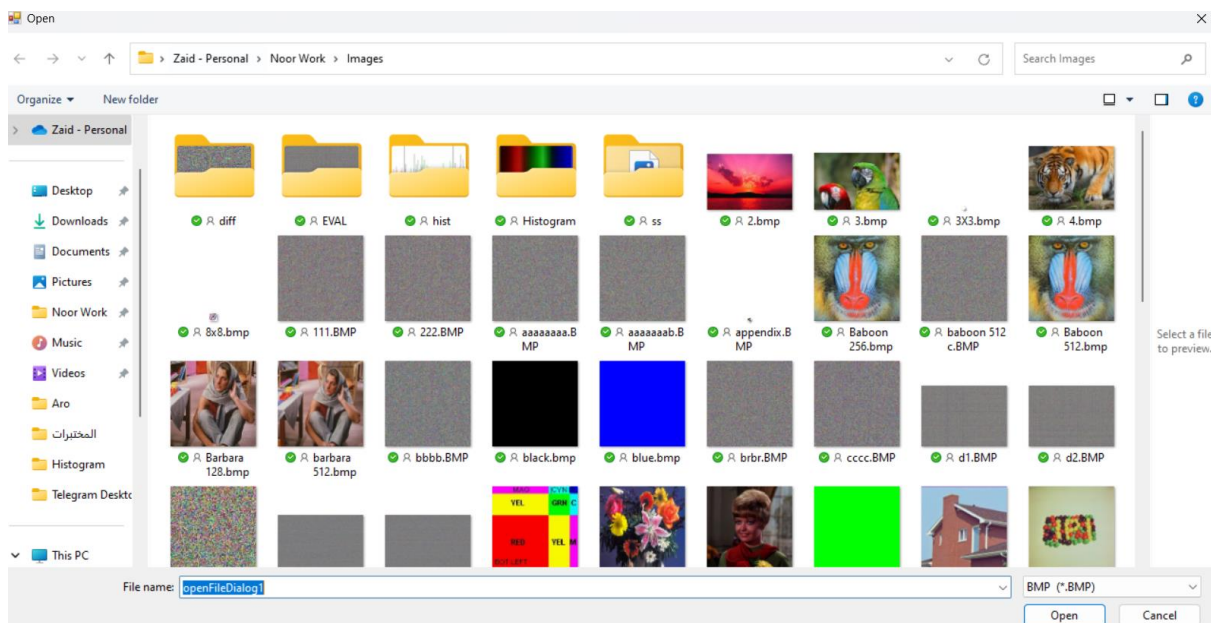 Open
Zaid - Personal > Noor Work > Images
Search Images
Organize
New folder
Zaid - Personal
Desktop
Downloads
Documents
Pictures
Noor Work
Music
Videos
Aro
المختبرات
Histogram
Telegram Deskto
This PC
diff
EVAL
hist
Histogram
ss
2.bmp
3.bmp
3X3.bmp
4.bmp
8x8.bmp
111.BMP
222.BMP
aaaaaaaa.B
MP
aaaaaaab.B
MP
appendix.B
MP
Baboon
256.bmp
baboon 512
c.BMP
Baboon
512.bmp
Barbara
128.bmp
barbara
512.bmp
bbbb.BMP
black.bmp
blue.bmp
brbr.BMP
cccc.BMP
d1.BMP
d2.BMP
YEL
GRN C
RED
YEL M
Select a file
to preview.
File name: openFileDialog1
BMP (*.BMP)
Open
Cancel